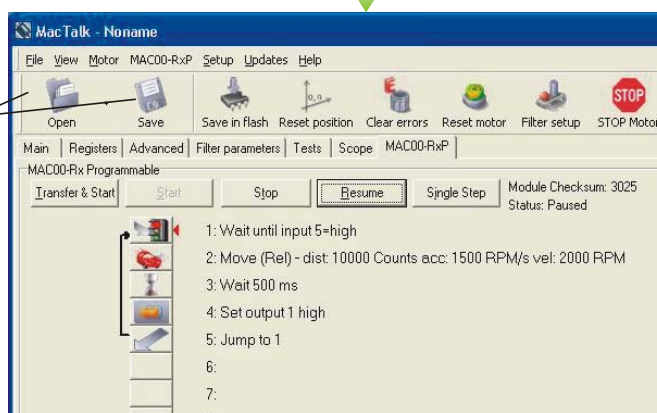 MacTalk - Noname
File View Motor MAC00-RxP Setup Updates Help
Open Save Save in flash Reset position Clear errors Reset motor Filter setup STOP Motor
STOP
Main Registers Advanced Filter parameters Tests Scope MAC00-RxP
MAC00-Rx Programmable
Transfer & Start Start Stop Resume Single Step Module Checksum: 3025
Status: Paused
1: Wait until input 5=high
2: Move (Rel) - dist: 10000 Counts acc: 1500 RPM/s vel: 2000 RPM
3: Wait 500 ms
4: Set output 1 high
5: Jump to 1
6:
7: